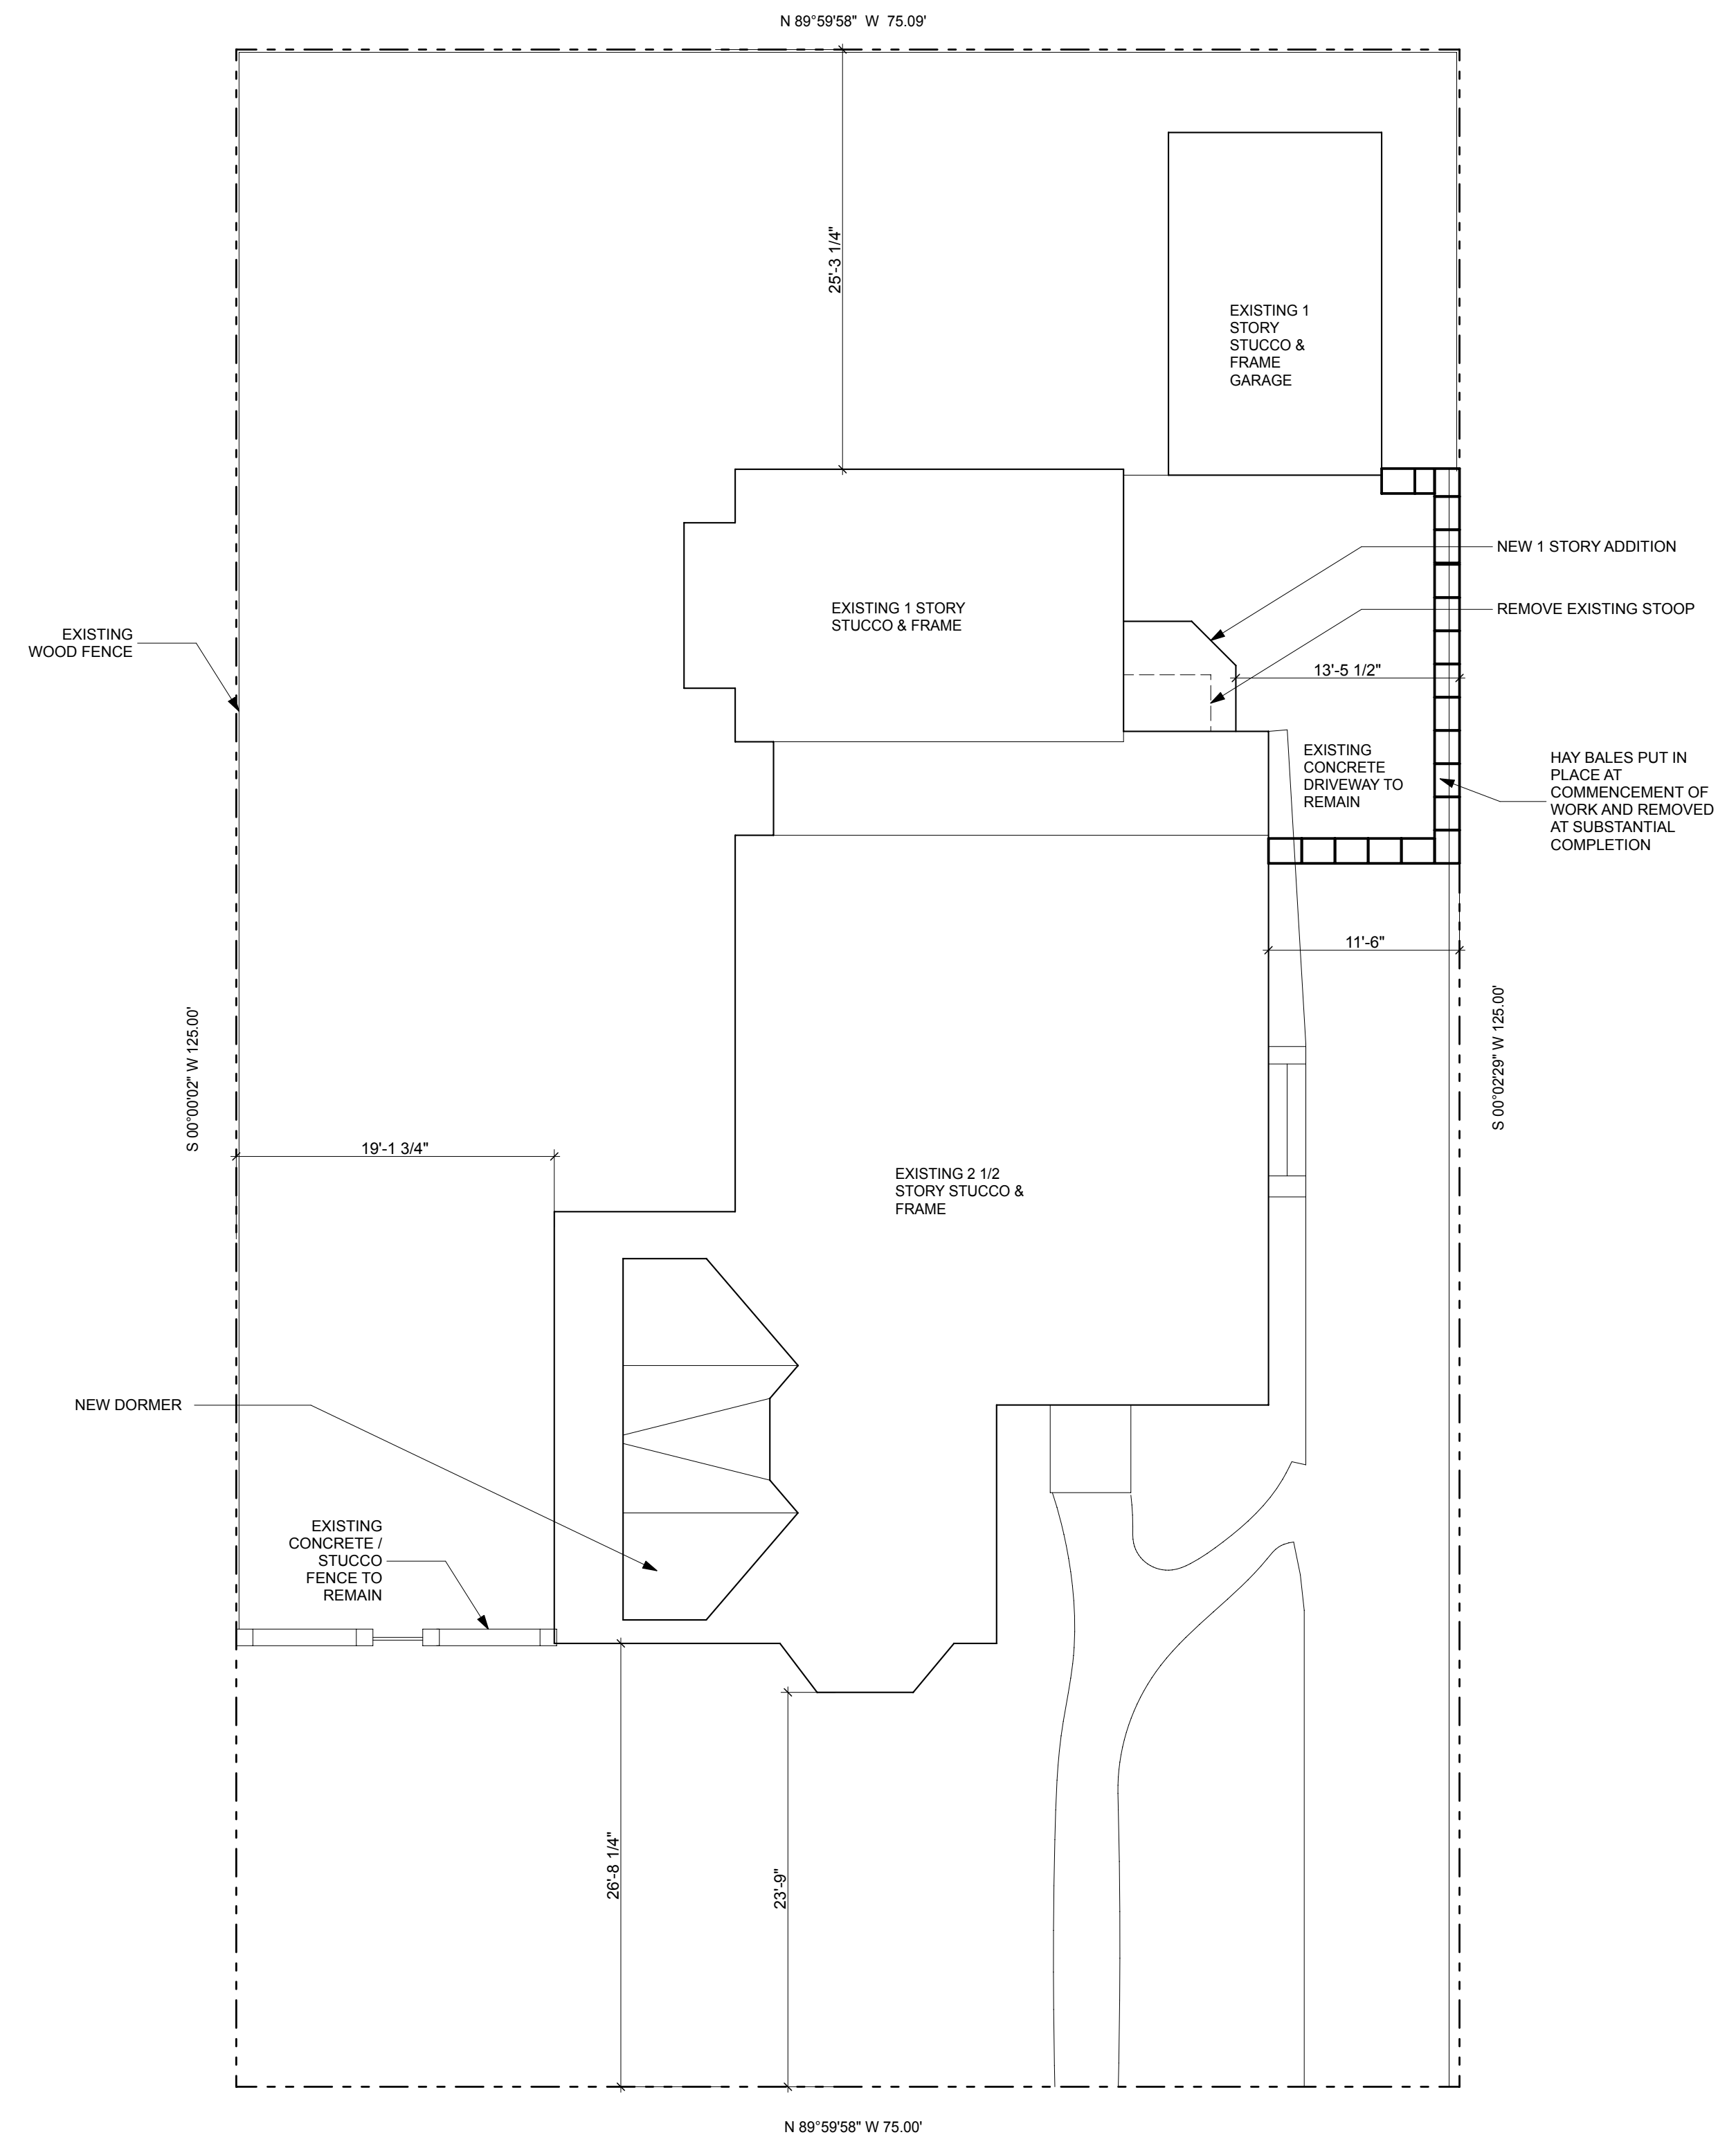 N 89°59'58" W 75.09'
25'-3 1/4"
EXISTING 1
STORY
STUCCO &
FRAME
GARAGE
NEW 1 STORY ADDITION
REMOVE EXISTING STOOP
EXISTING 1 STORY
STUCCO & FRAME
EXISTING
WOOD FENCE
13'-5 1/2"
EXISTING
CONCRETE
DRIVEWAY TO
REMAIN
HAY BALES PUT IN
PLACE AT
COMMENCEMENT OF
WORK AND REMOVED
AT SUBSTANTIAL
COMPLETION
11'-6"
S 00°00'02" W 125.00'
S 00°02'29" W 125.00'
19'-1 3/4"
EXISTING 2 1/2
STORY STUCCO &
FRAME
NEW DORMER
EXISTING
CONCRETE /
STUCCO
FENCE TO
REMAIN
26'-8 1/4"
23'-9"
N 89°59'58" W 75.00'